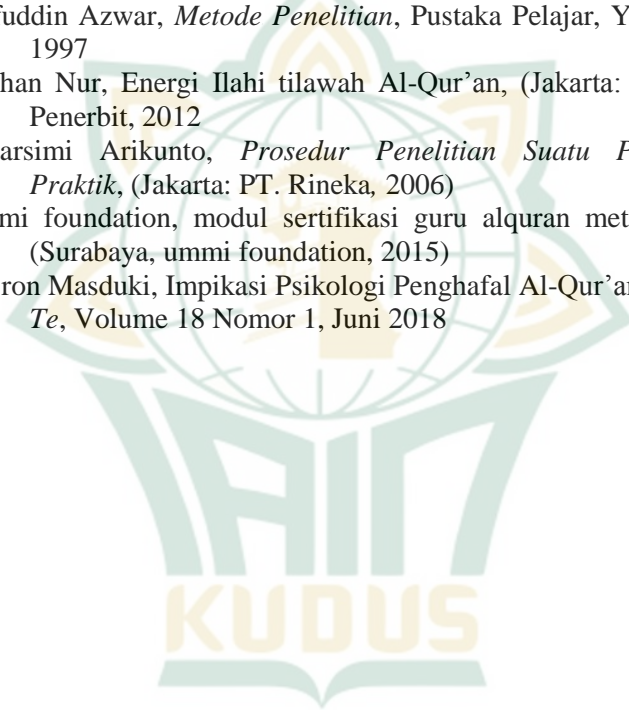 fuddin Azwar, Metode Penelitian, Pustaka Pelajar, Y
1997
han Nur, Energi Ilahi tilawah Al-Qur'an, (Jakarta:
Penerbit, 2012
arsimi Arikunto, Prosedur Penelitian Suatu P
Praktik, (Jakarta: PT. Rineka, 2006)
mi foundation, modul sertifikasi guru alquran met
(Surabaya, ummi foundation, 2015)
ron Masduki, Impikasi Psikologi Penghafal Al-Qur'an
Te, Volume 18 Nomor 1, Juni 2018
IAIN
KUDUS